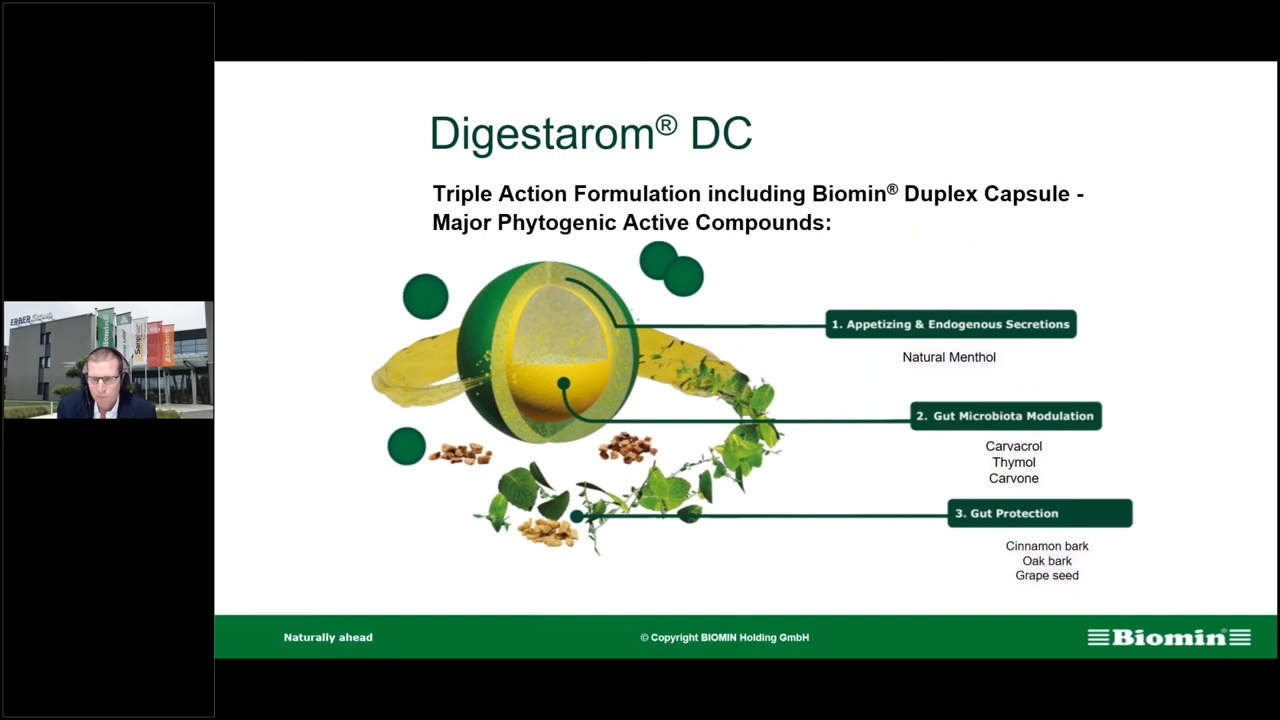 Digestarom® DC
Triple Action Formulation including Biomin® Duplex Capsule -
Major Phytogenic Active Compounds:
1. Appetizing & Endogenous Secretions
Natural Menthol
2. Gut Microbiota Modulation
Carvacrol
Thymol
Carvone
3. Gut Protection
Cinnamon bark
Oak bark
Grape seed
ERBER
Biomin
Naturally ahead
© Copyright BIOMIN Holding GmbH
Biomin®